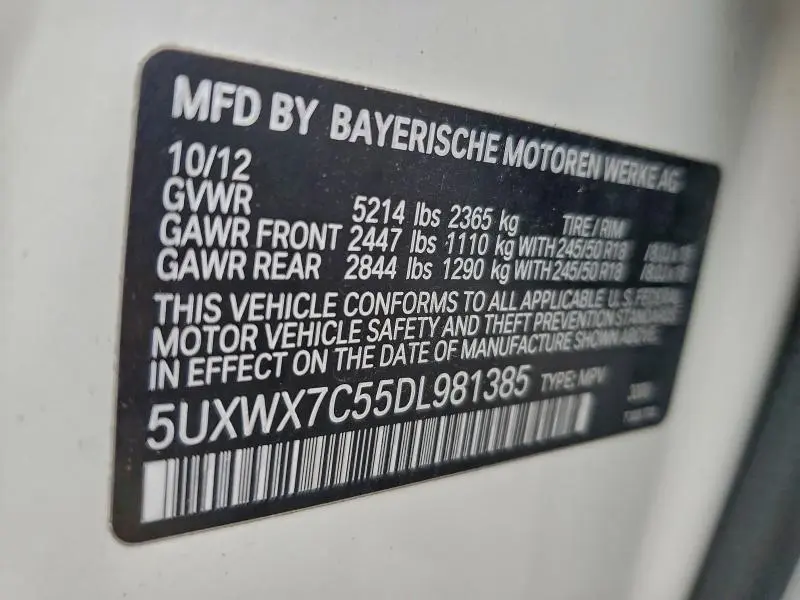 MFD BY BAYERISCHE MOTOREN WERKE AG
10/12
GVWR 5214 lbs 2365 kg TIRE / RIM
GAWR FRONT 2447 lbs 1110 kg WITH 245/50 R18
GAWR REAR 2844 lbs 1290 kg WITH 245/50 R18
THIS VEHICLE CONFORMS TO ALL APPLICABLE U.S. FEDERAL
MOTOR VEHICLE SAFETY AND THEFT PREVENTION STANDARDS
IN EFFECT ON THE DATE OF MANUFACTURE SHOWN ABOVE.
5UXWX7C55DL981385 TYPE: MPV